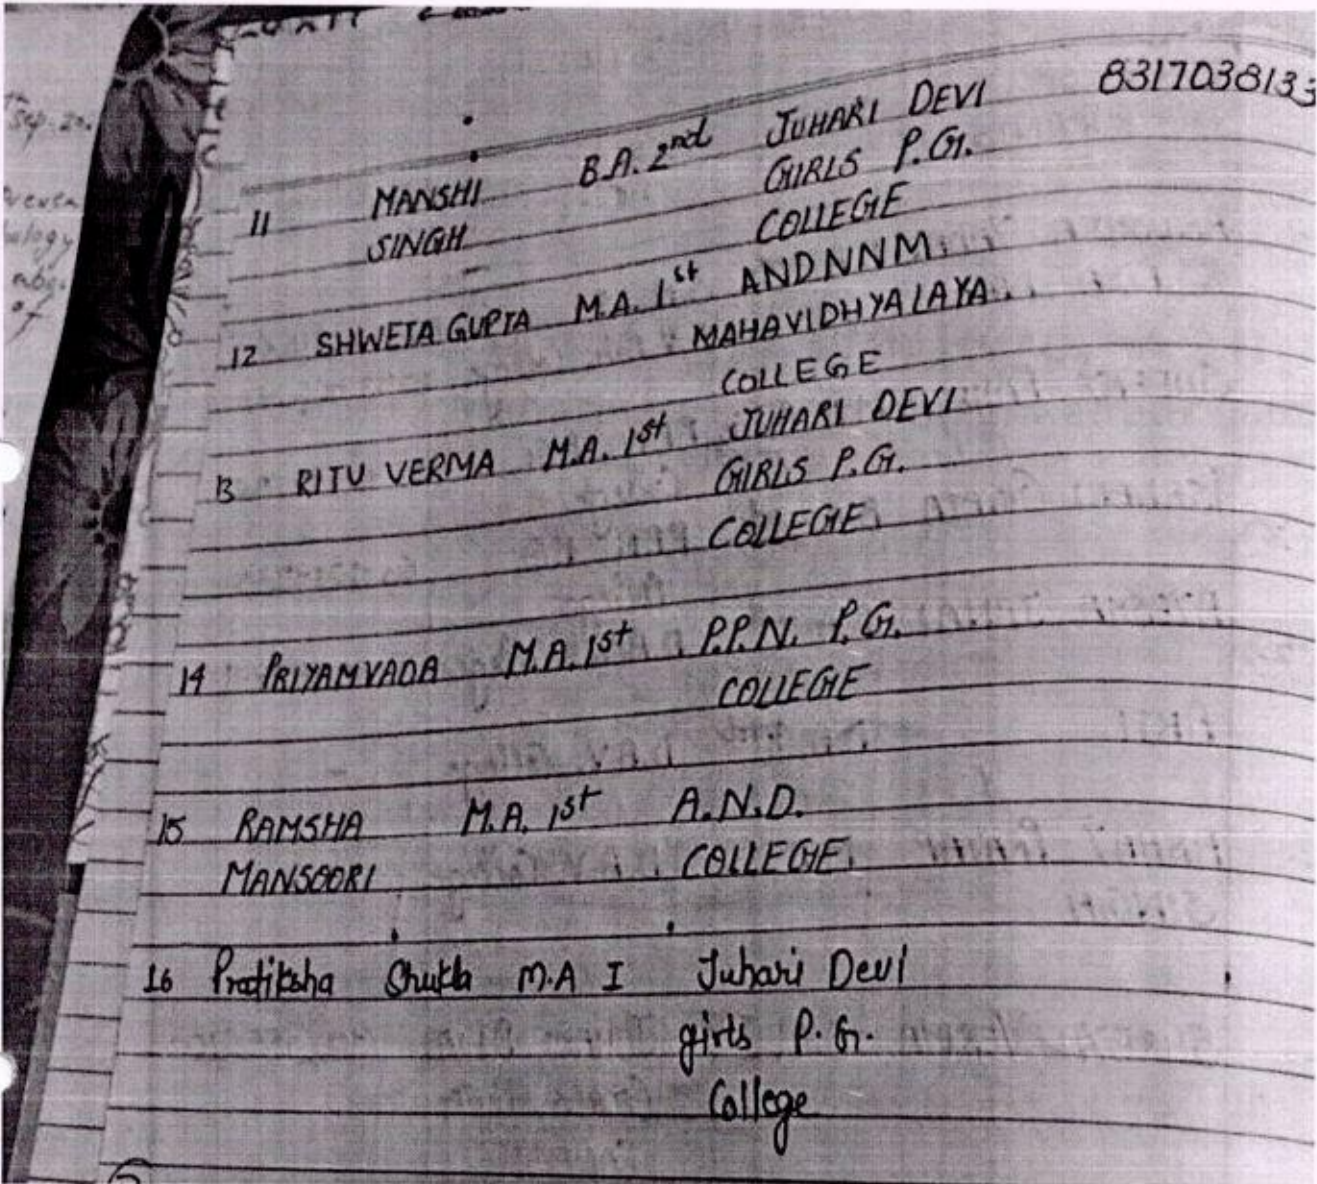 11 MANSHI B.A. 2nd JUHARI DEVI 8317038133
SINGH GIRLS P.G.
COLLEGE
12 SHWETA GUPTA M.A. 1st ANDNNM
MAHAVIDHYALAYA
COLLEGE
13 RITU VERMA M.A. 1st JUHARI DEVI
GIRLS P.G.
COLLEGE
14 PRIYAMVADA M.A. 1st P.P.N. P.G.
COLLEGE
15 RAMSHA M.A. 1st A.N.D.
MANSOORI COLLEGE
16 Pratiksha Shukla M.A I Juhari Devi
girls P. G.
College